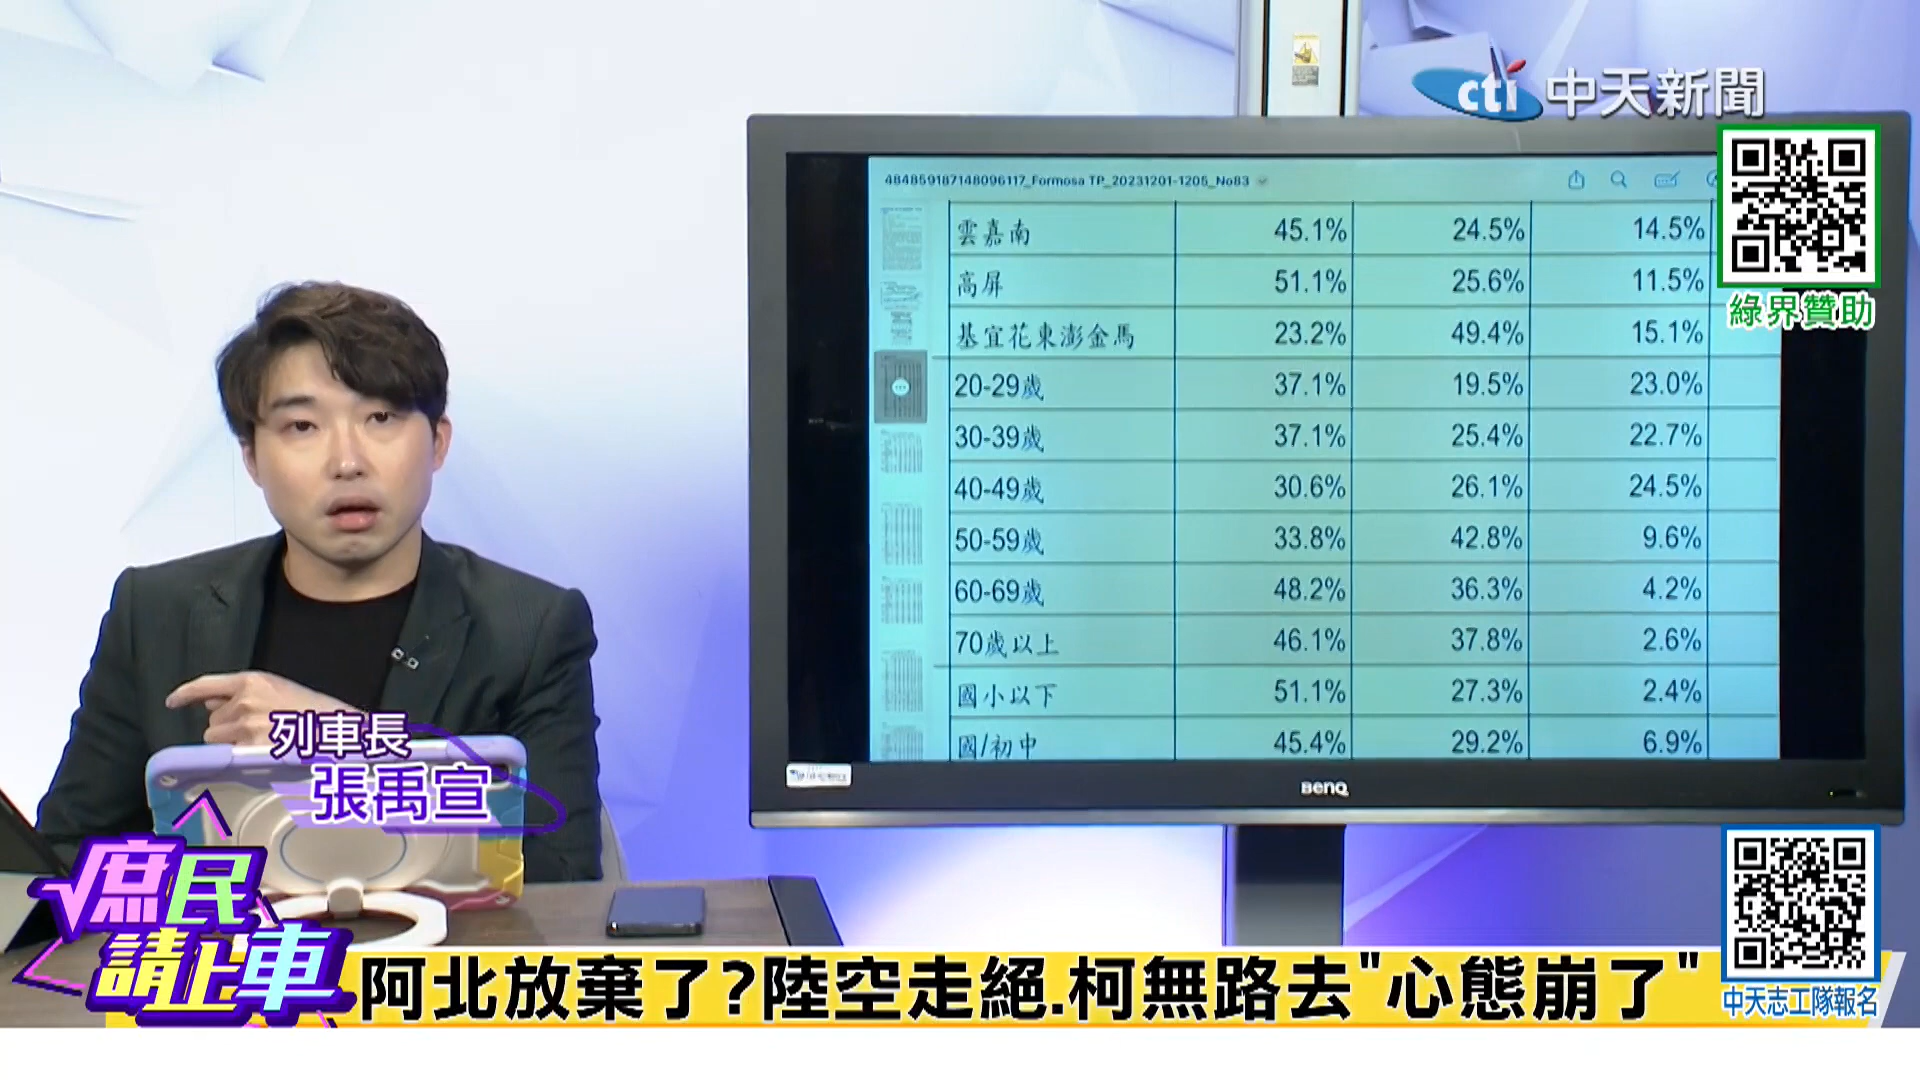 cti 中天新聞
484859187148096117_Formosa TP_20231201-1205_No83
雲嘉南 45.1% 24.5% 14.5%
高屏 51.1% 25.6% 11.5%
基宜花東澎金馬 23.2% 49.4% 15.1%
20-29歲 37.1% 19.5% 23.0%
30-39歲 37.1% 25.4% 22.7%
40-49歲 30.6% 26.1% 24.5%
50-59歲 33.8% 42.8% 9.6%
60-69歲 48.2% 36.3% 4.2%
70歲以上 46.1% 37.8% 2.6%
國小以下 51.1% 27.3% 2.4%
國/初中 45.4% 29.2% 6.9%
BenQ
綠界贊助
列車長
張禹宣
庶民
請上車
阿北放棄了?陸空走絕.柯無路去"心態崩了"
中天志工隊報名